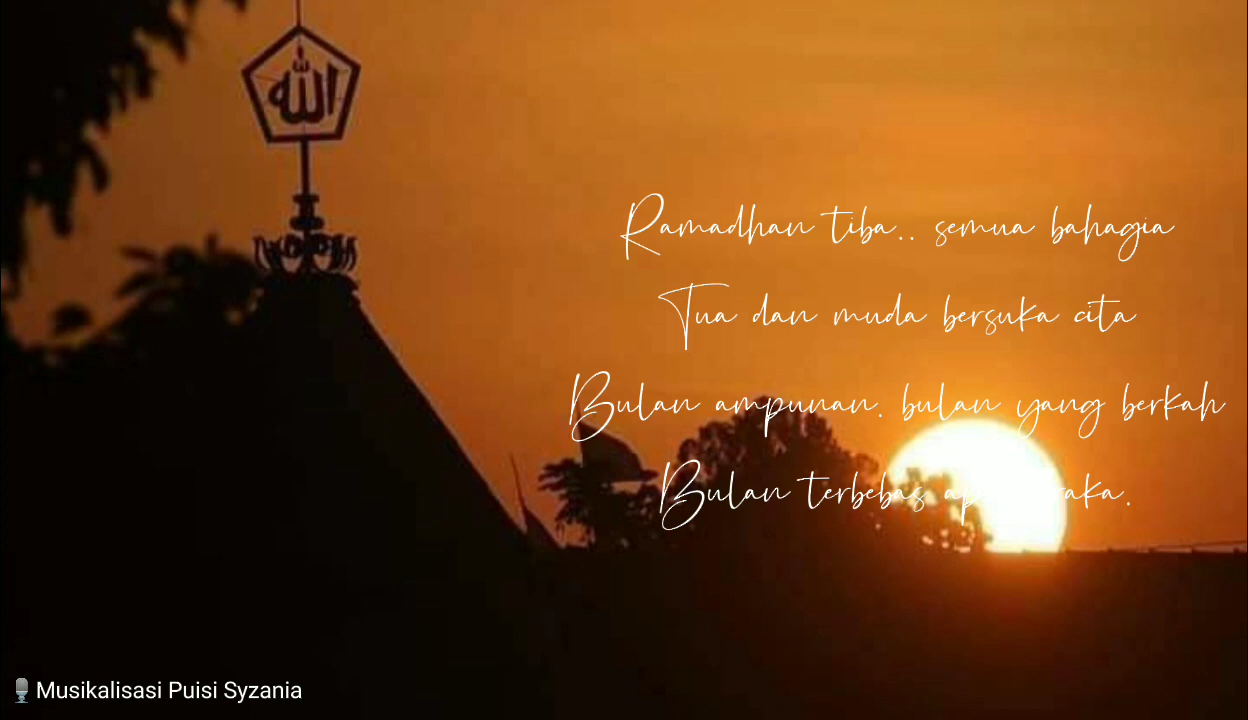 الله
Ramadhan tiba.. semua bahagia
Tua dan muda bersuka cita
Bulan ampunan. bulan yang berkah
Bulan terbebas
Musikalisasi Puisi Syzania